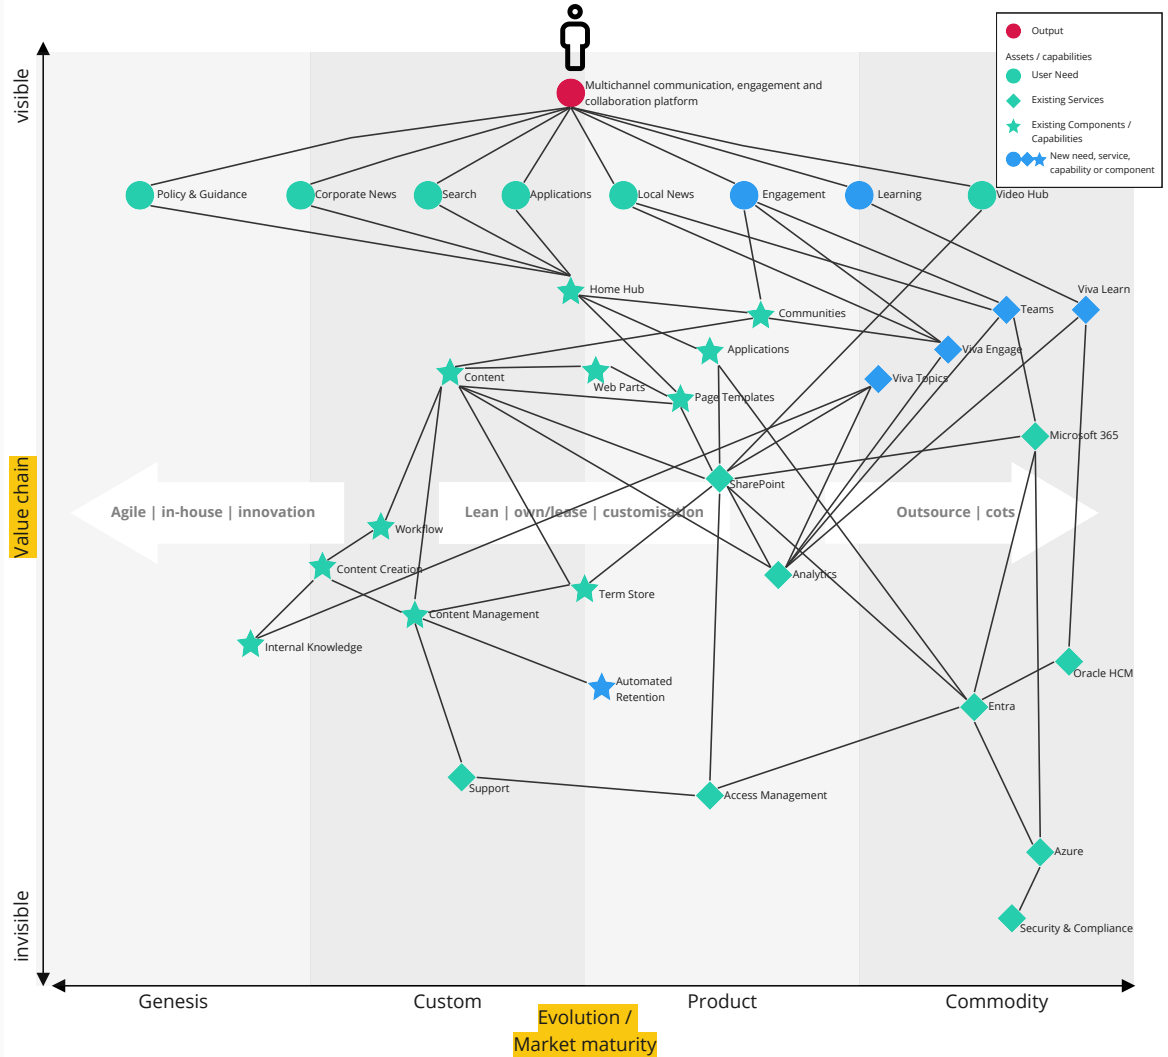 Output
Assets / capabilities
User Need
Existing Services
Existing Components /
Capabilities
New need, service,
capability or component
visible
Multichannel communication, engagement and
collaboration platform
Policy & Guidance
Corporate News
Search
Applications
Local News
Engagement
Learning
Video Hub
Home Hub
Viva Learn
Communities
Teams
Applications
Viva Engage
Content
Web Parts
Viva Topics
Page Templates
Microsoft 365
SharePoint
Value chain
Agile | in-house | innovation
Lean | own/lease | customisation
Outsource | cots
Workflow
Content Creation
Analytics
Term Store
Content Management
Internal Knowledge
Oracle HCM
Automated
Retention
Entra
Support
Access Management
Azure
Security & Compliance
invisible
Genesis
Custom
Product
Commodity
Evolution /
Market maturity